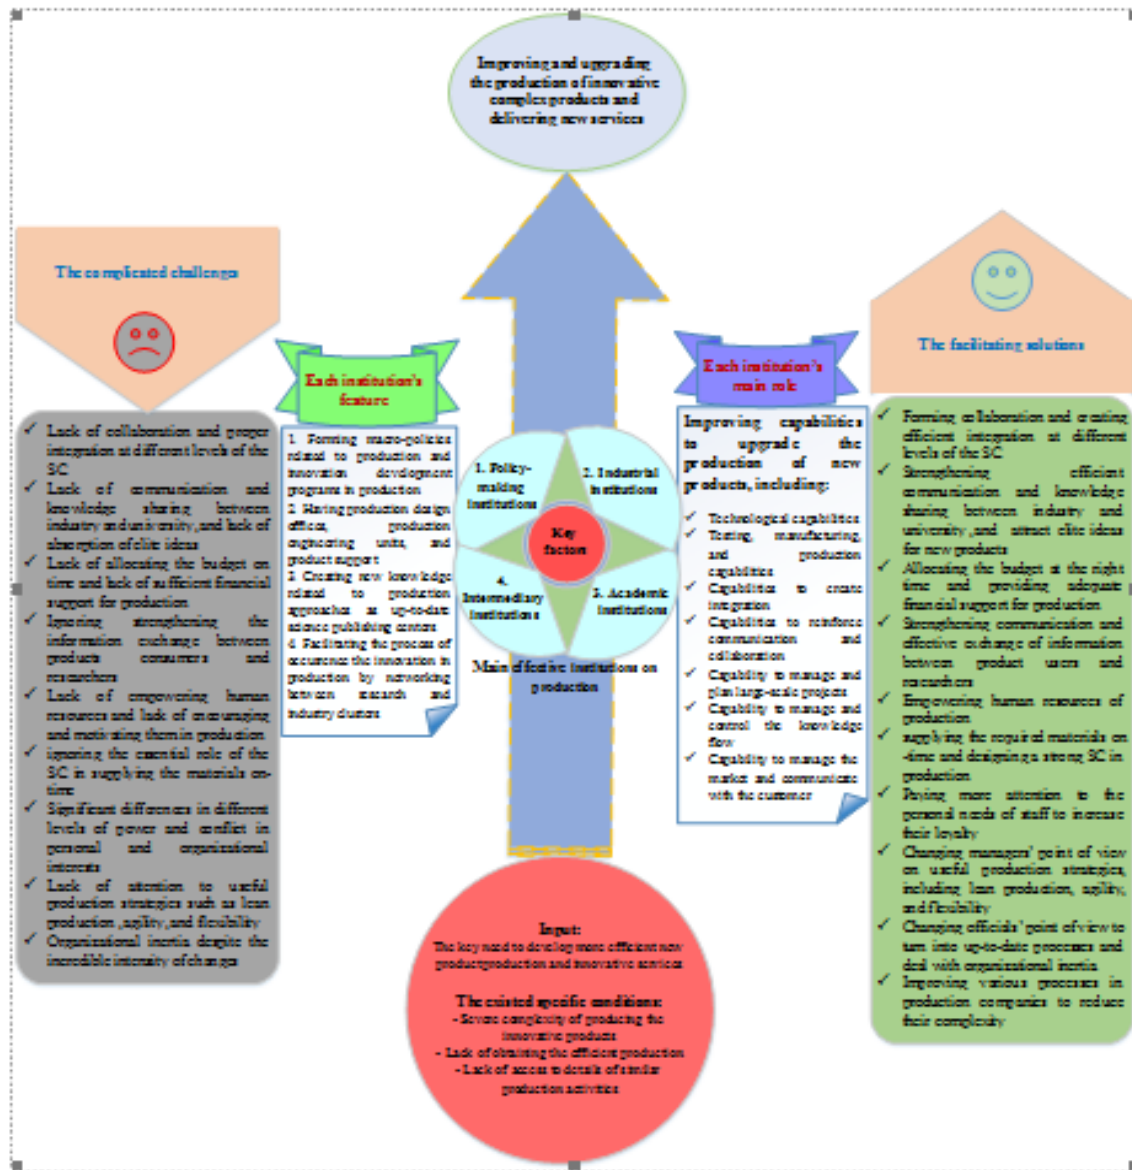 Improving and upgrading
the production of innovative
complex products and
delivering new services
The complicated challenges
✓ Lack of collaboration and proper
integration at different levels of the
SC
✓ Lack of communication and
knowledge sharing between
industry and university, and lack of
absorption of elite ideas
✓ Lack of allocating the budget on
time and lack of sufficient financial
support for production
✓ Ignoring strengthening the
information exchange between
products consumers and
researchers
✓ Lack of empowering human
resources and lack of encouraging
and motivating them in production
✓ ignoring the essential role of the
SC in supplying the materials on-
time
✓ Significant differences in different
levels of power and conflict in
personal and organizational
interests
✓ Lack of attention to useful
production strategies such as lean
production, agility, and flexibility
✓ Organizational inertia despite the
incredible intensity of changes
Each institution's
feature
1. Forming macro-policies
related to production and
innovation development
programs in production
2. Having production design
offices, production
engineering units, and
product support
3. Creating new knowledge
related to production
approaches as up-to-date
science publishing centers
4. Facilitating the process of
occurrence the innovation in
production by networking
between research and
industry clusters
1. Policy-
making
institutions
2. Industrial
institutions
Key
factors
4.
Intermediary
institutions
3. Academic
institutions
Main effective institutions on
production
Each institution's
main role
Improving capabilities
to upgrade the
production of new
products, including:
✓ Technological capabilities
✓ Testing, manufacturing,
and production
capabilities
✓ Capabilities to create
integration
✓ Capabilities to reinforce
communication and
collaboration
✓ Capability to manage and
plan large-scale projects
✓ Capability to manage and
control the knowledge
flow
✓ Capability to manage the
market and communicate
with the customer
The facilitating solutions
✓ Forming collaboration and creating
efficient integration at different
levels of the SC
✓ Strengthening efficient
communication and knowledge
sharing between industry and
university, and attract elite ideas
for new products
✓ Allocating the budget at the right
time and providing adequate
financial support for production
✓ Strengthening communication and
effective exchange of information
between product users and
researchers
✓ Empowering human resources of
production
✓ supplying the required materials on
-time and designing a strong SC in
production
✓ Paying more attention to the
personal needs of staff to increase
their loyalty
✓ Changing managers' point of view
on useful production strategies,
including lean production, agility,
and flexibility
✓ Changing officials' point of view to
turn into up-to-date processes and
deal with organizational inertia
✓ Improving various processes in
production companies to reduce
their complexity
Input:
The key need to develop more efficient new
product production and innovative services
The existed specific conditions:
- Severe complexity of producing the
innovative products
- Lack of obtaining the efficient production
- Lack of access to details of similar
production activities